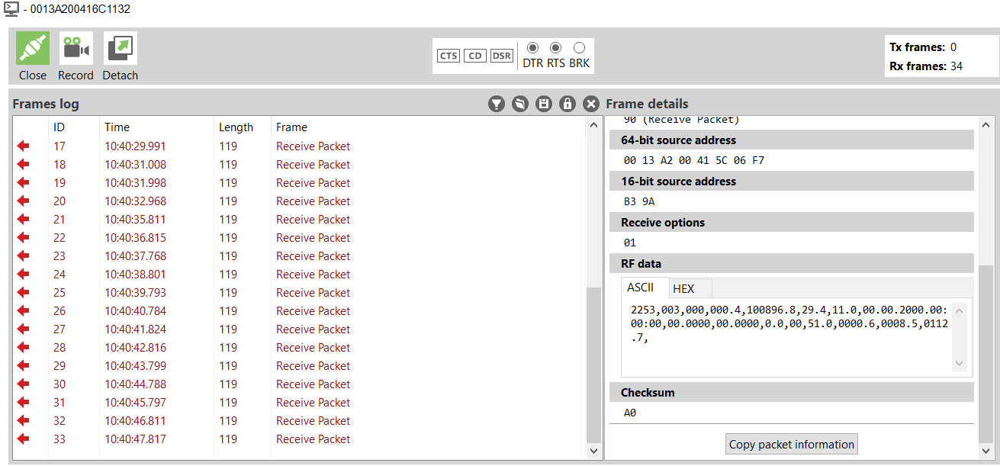 - 0013A200416C1132
Close Record Detach
CTS CD DSR
DTR RTS BRK
Tx frames: 0
Rx frames: 34
Frames log
ID Time Length Frame
17 10:40:29.991 119 Receive Packet
18 10:40:31.008 119 Receive Packet
19 10:40:31.998 119 Receive Packet
20 10:40:32.968 119 Receive Packet
21 10:40:35.811 119 Receive Packet
22 10:40:36.815 119 Receive Packet
23 10:40:37.768 119 Receive Packet
24 10:40:38.801 119 Receive Packet
25 10:40:39.793 119 Receive Packet
26 10:40:40.784 119 Receive Packet
27 10:40:41.824 119 Receive Packet
28 10:40:42.816 119 Receive Packet
29 10:40:43.799 119 Receive Packet
30 10:40:44.788 119 Receive Packet
31 10:40:45.797 119 Receive Packet
32 10:40:46.811 119 Receive Packet
33 10:40:47.817 119 Receive Packet
Frame details
90 (Receive Packet)
64-bit source address
00 13 A2 00 41 5C 06 F7
16-bit source address
B3 9A
Receive options
01
RF data
ASCII HEX
2253,003,000,000.4,100896.8,29.4,11.0,00.00.2000.00:
00:00,00.0000,00.0000,0.0,00,51.0,0000.6,0008.5,0112
.7,
Checksum
A0
Copy packet information